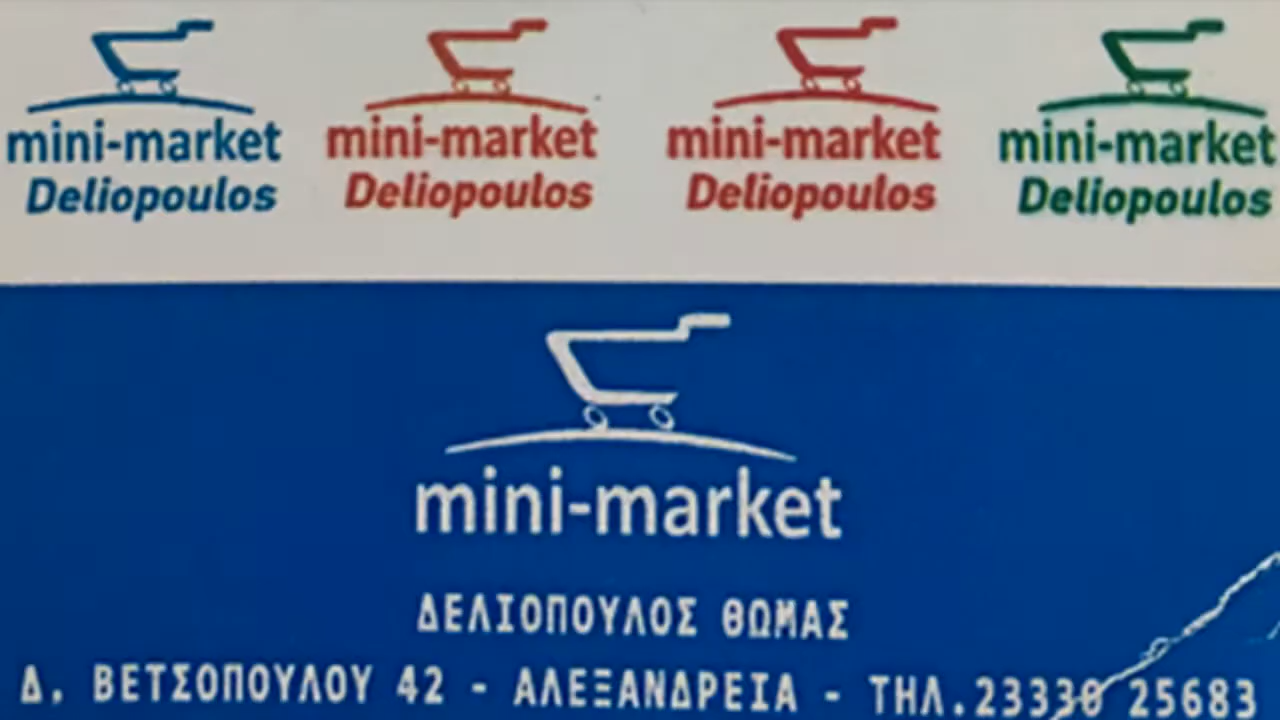 mini-market mini-market mini-market mini-market
Deliopoulos Deliopoulos Deliopoulos Deliopoulos
mini-market
ΔΕΛΙΟΠΟΥΛΟΣ ΘΩΜΑΣ
Δ. ΒΕΤΣΟΠΟΥΛΟΥ 42 - ΑΛΕΞΑΝΔΡΕΙΑ - ΤΗΛ.23330 25683